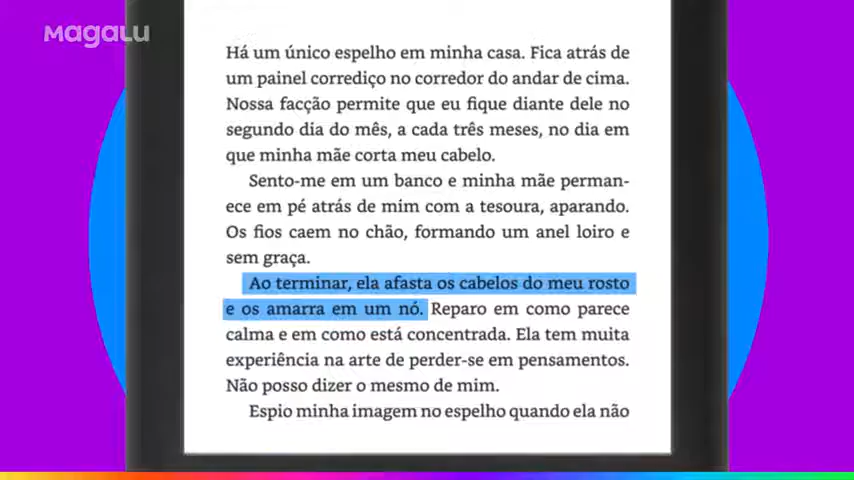 Magalu
Há um único espelho em minha casa. Fica atrás de
um painel corrediço no corredor do andar de cima.
Nossa facção permite que eu fique diante dele no
segundo dia do mês, a cada três meses, no dia em
que minha mãe corta meu cabelo.
Sento-me em um banco e minha mãe perman-
ece em pé atrás de mim com a tesoura, aparando.
Os fios caem no chão, formando um anel loiro e
sem graça.
Ao terminar, ela afasta os cabelos do meu rosto
e os amarra em um nó. Reparo em como parece
calma e em como está concentrada. Ela tem muita
experiência na arte de perder-se em pensamentos.
Não posso dizer o mesmo de mim.
Espio minha imagem no espelho quando ela não